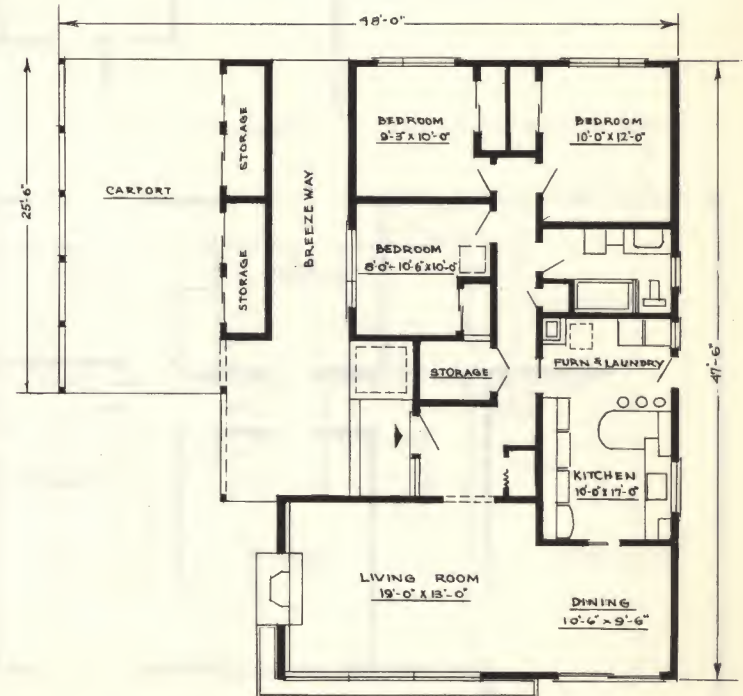 48'-0"
25'-6"
CARPORT
STORAGE
STORAGE
BREEZEWAY
BEDROOM
9'-3" X 10'-0"
BEDROOM
10'-0" X 12'-0"
BEDROOM
8'-0" - 10'-6" X 10'-0"
STORAGE
FURN & LAUNDRY
47'-6"
KITCHEN
10'-0" X 17'-0"
LIVING ROOM
19'-0" X 13'-0"
DINING
10'-6" X 9'-6"